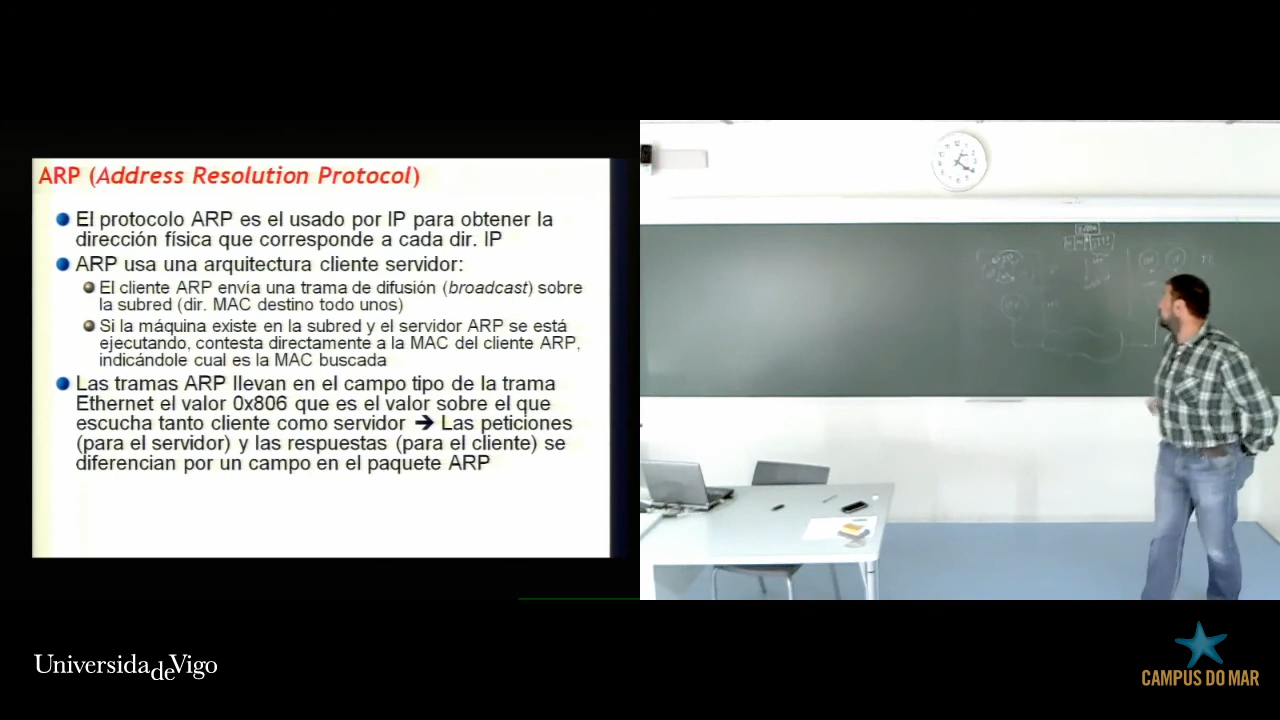 ARP (Address Resolution Protocol)
El protocolo ARP es el usado por IP para obtener la
dirección física que corresponde a cada dir. IP
ARP usa una arquitectura cliente servidor:
El cliente ARP envía una trama de difusión (broadcast) sobre
la subred (dir. MAC destino todo unos)
Si la máquina existe en la subred y el servidor ARP se está
ejecutando, contesta directamente a la MAC del cliente ARP,
indicándole cual es la MAC buscada
Las tramas ARP llevan en el campo tipo de la trama
Ethernet el valor 0x806 que es el valor sobre el que
escucha tanto cliente como servidor ➔ Las peticiones
(para el servidor) y las respuestas (para el cliente) se
diferencian por un campo en el paquete ARP
UniversidadeVigo
CAMPUS DO MAR